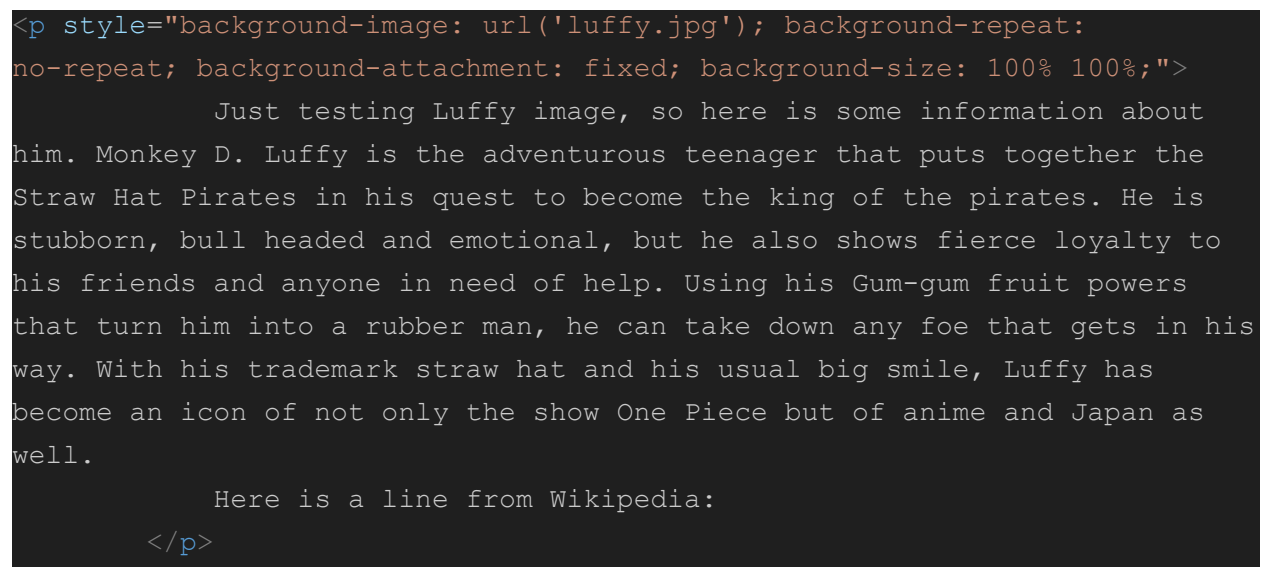 <p style="background-image: url('luffy.jpg'); background-repeat:
no-repeat; background-attachment: fixed; background-size: 100% 100%;">
Just testing Luffy image, so here is some information about
him. Monkey D. Luffy is the adventurous teenager that puts together the
Straw Hat Pirates in his quest to become the king of the pirates. He is
stubborn, bull headed and emotional, but he also shows fierce loyalty to
his friends and anyone in need of help. Using his Gum-gum fruit powers
that turn him into a rubber man, he can take down any foe that gets in his
way. With his trademark straw hat and his usual big smile, Luffy has
become an icon of not only the show One Piece but of anime and Japan as
well.
Here is a line from Wikipedia:
</p>